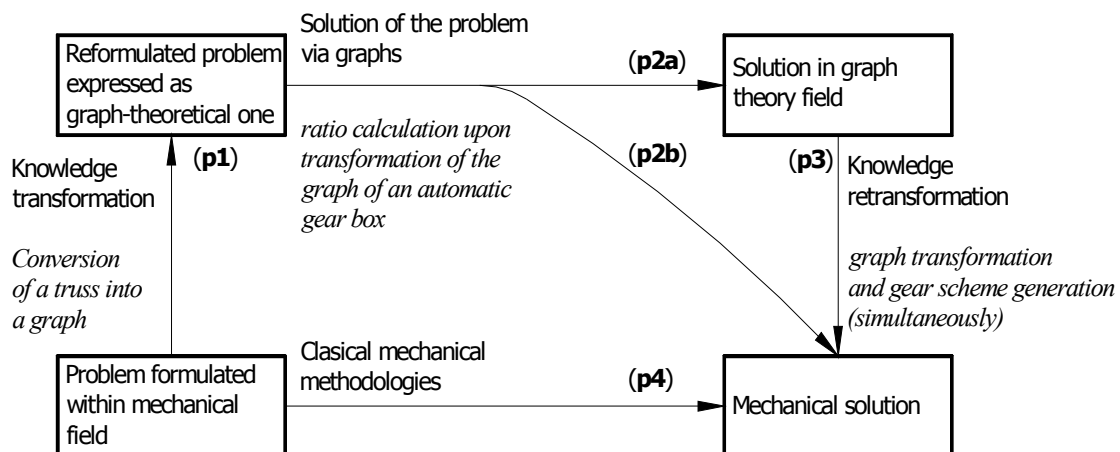 Solution of the problem
via graphs
Reformulated problem
expressed as
graph-theoretical one
(p2a)
Solution in graph
theory field
(p1)
ratio calculation upon
transformation of the
graph of an automatic
gear box
(p2b)
(p3)
Knowledge
transformation
Knowledge
retransformation
Conversion
of a truss into
a graph
graph transformation
and gear scheme generation
(simultaneously)
Clasical mechanical
methodologies
(p4)
Problem formulated
within mechanical
field
Mechanical solution